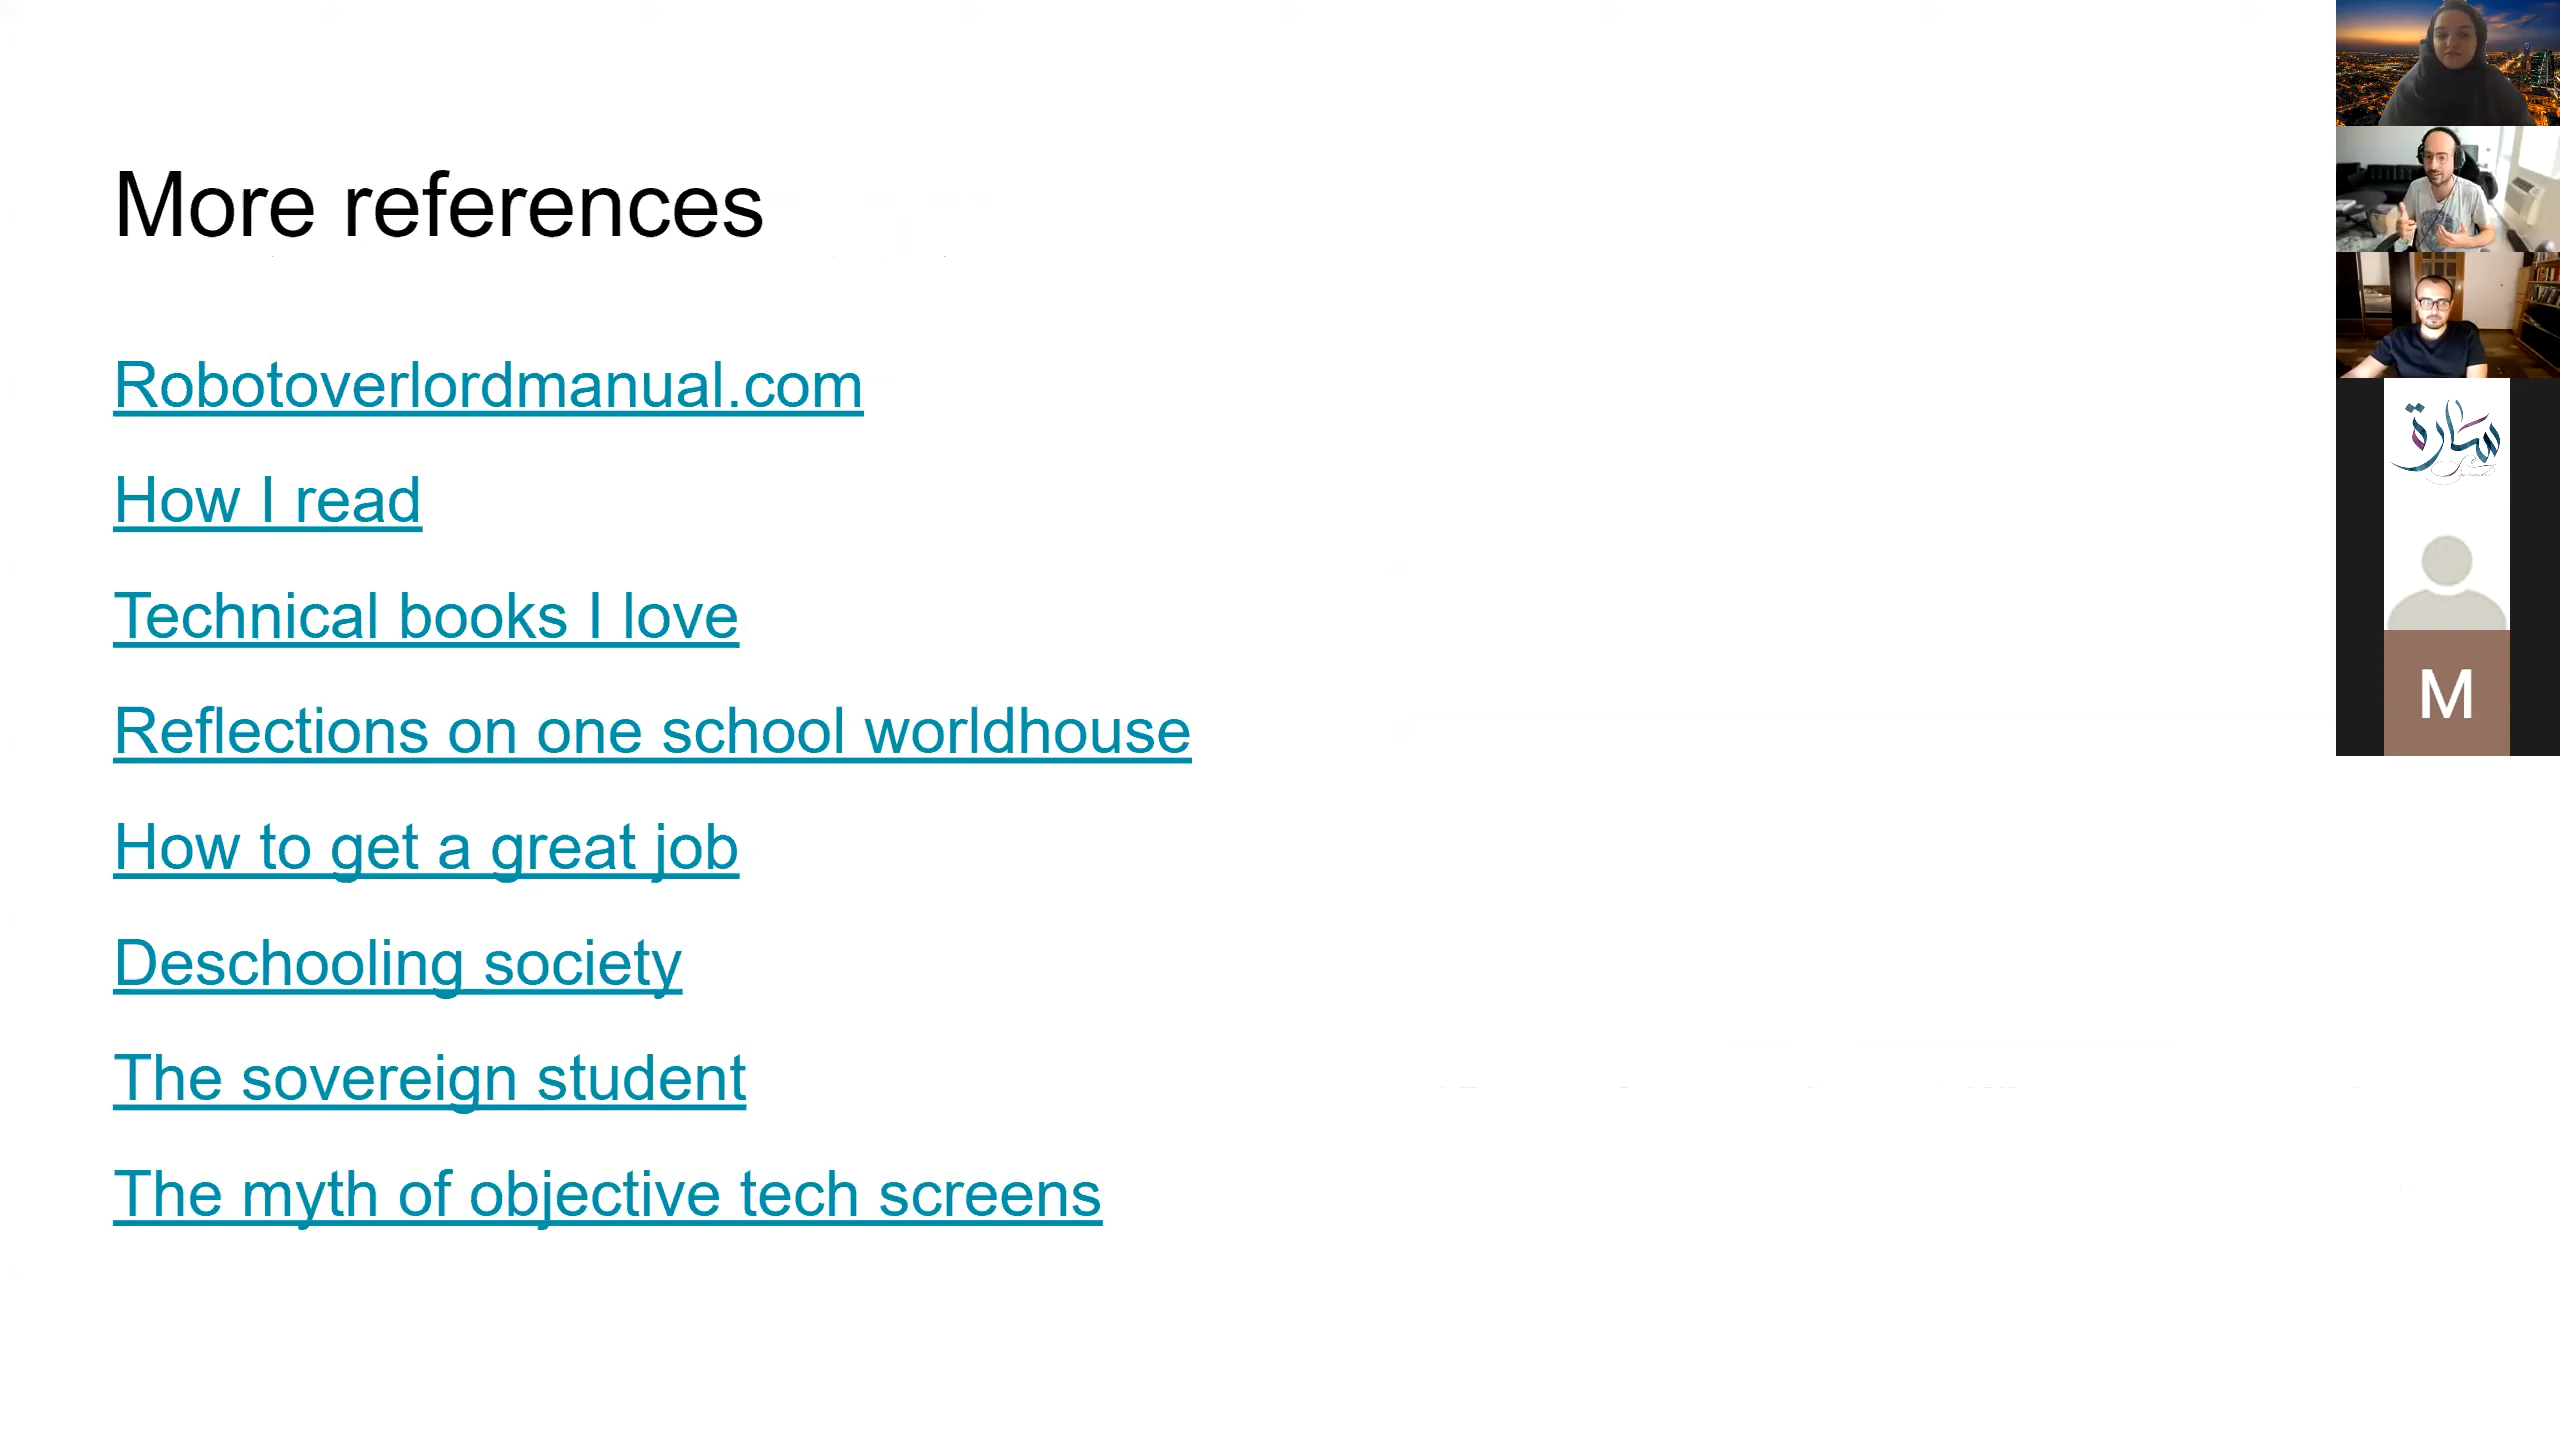 More references
Robotoverlordmanual.com
How I read
Technical books I love
Reflections on one school worldhouse
How to get a great job
Deschooling society
The sovereign student
The myth of objective tech screens
سارة
M